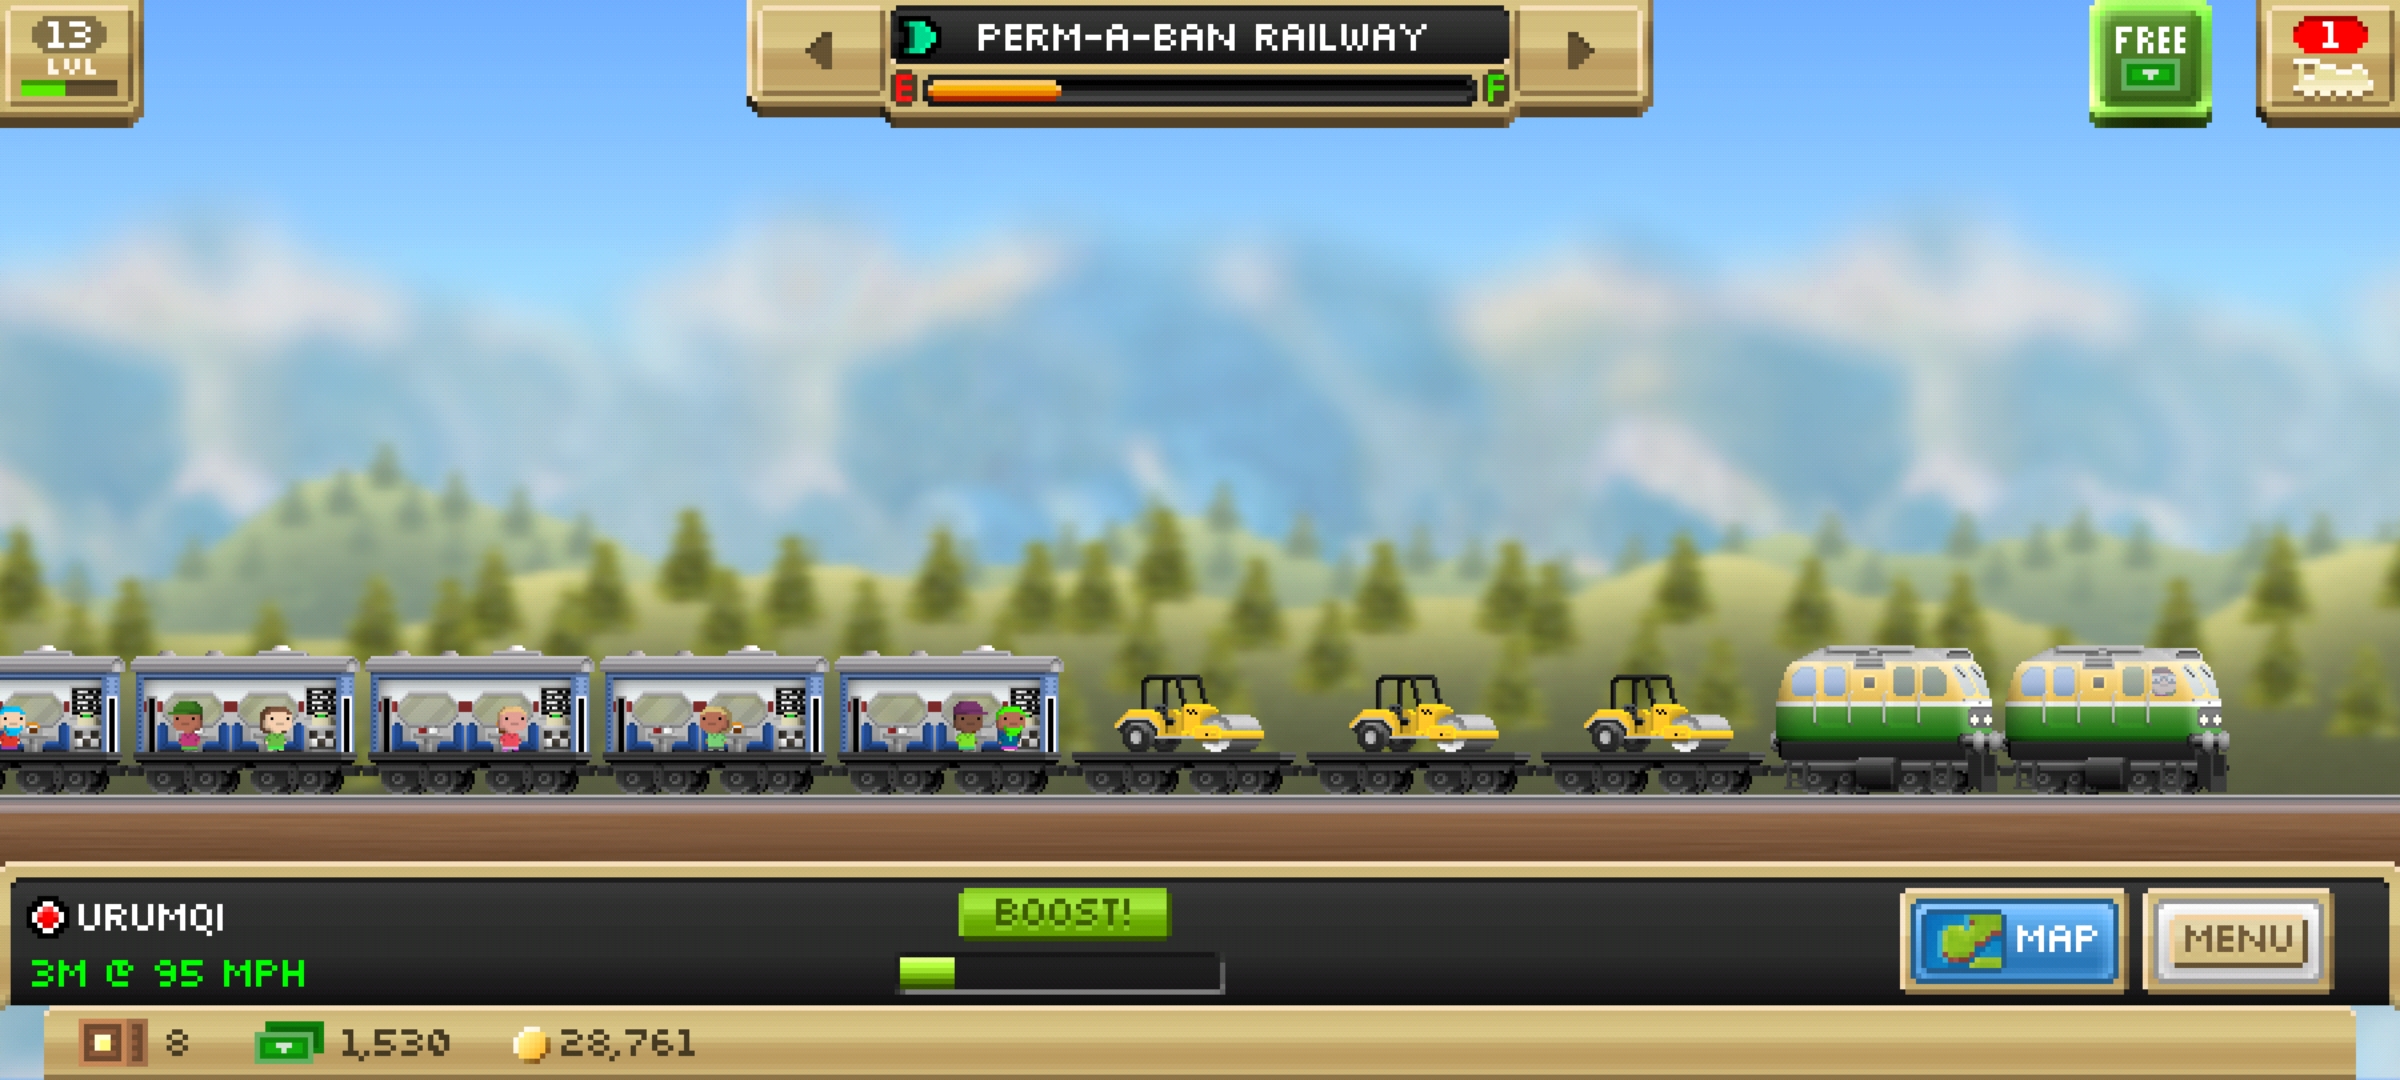 13
LVL
PERM-A-BAN RAILWAY
E F
FREE
1
URUMQI
3M @ 95 MPH
BOOST!
MAP
MENU
8 1,530 28,761